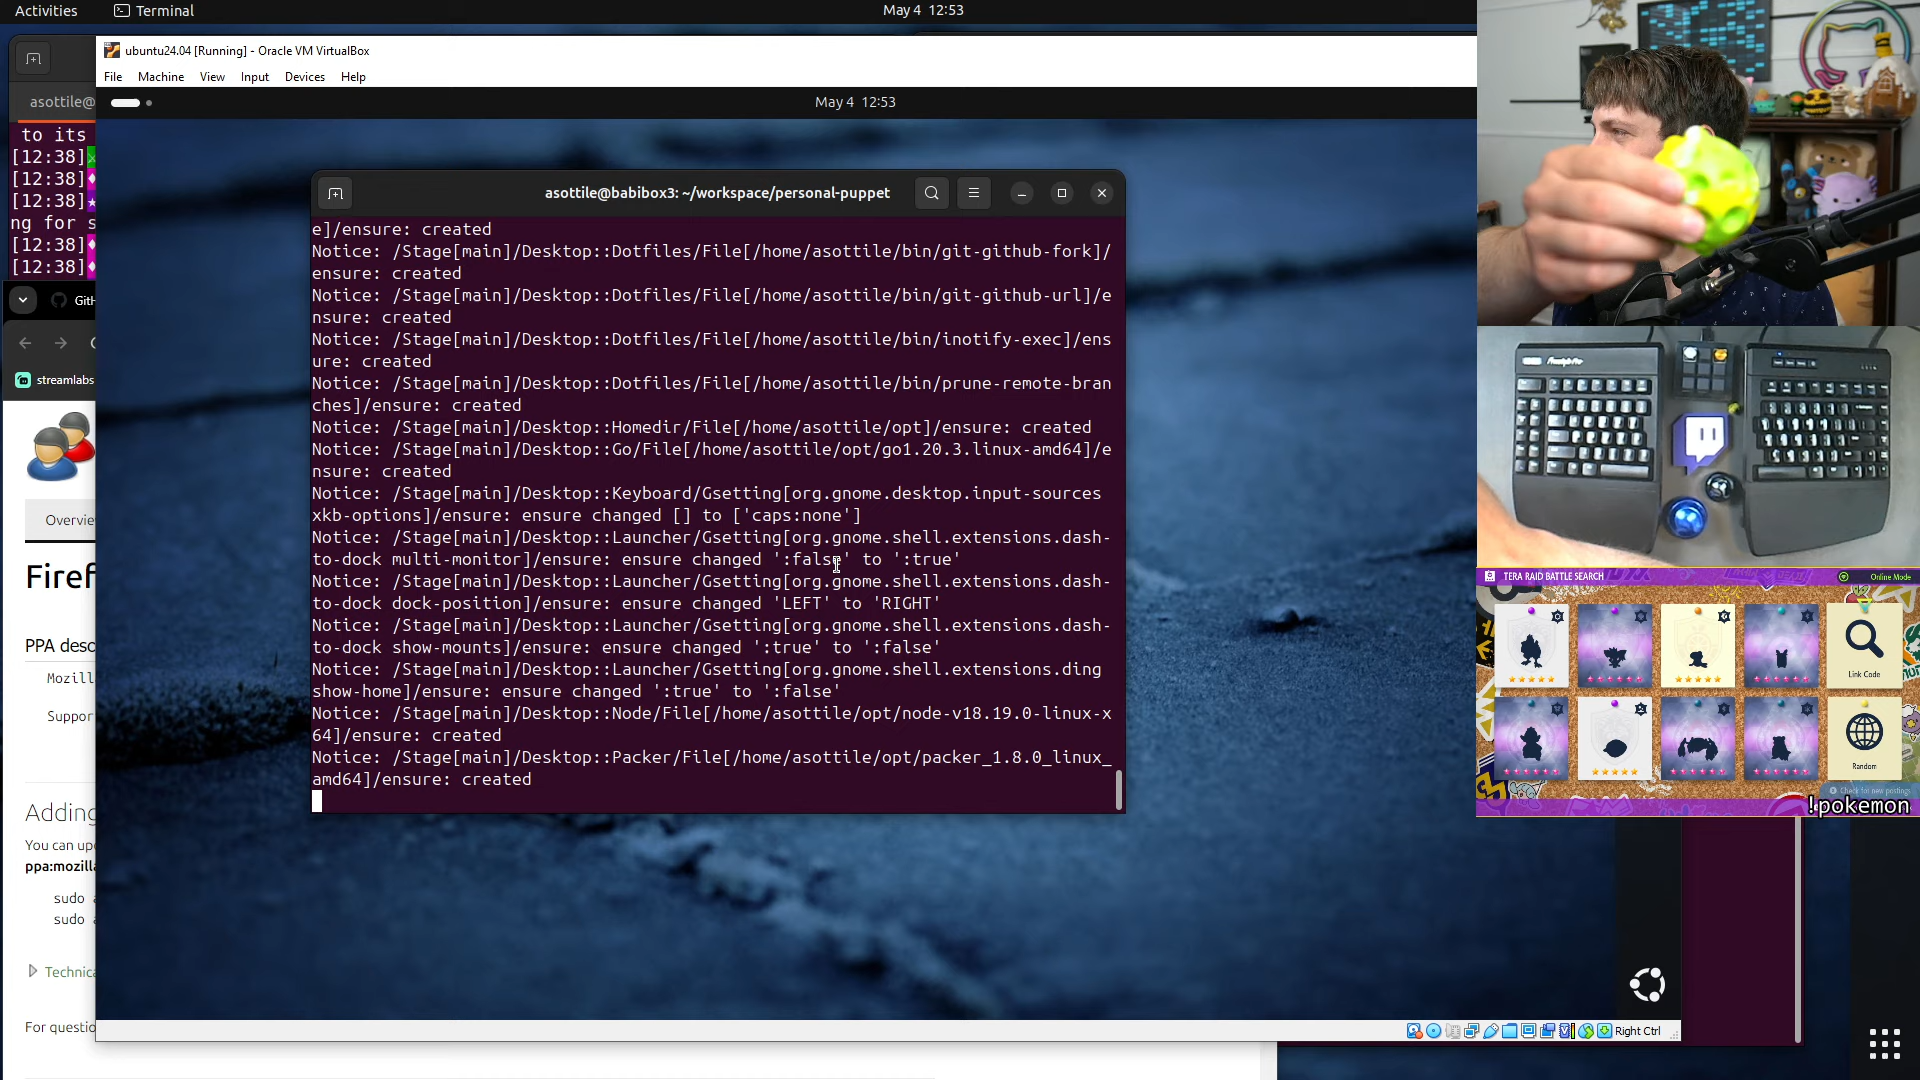 Activities
Terminal
May 4 12:53
ubuntu24.04 [Running] - Oracle VM VirtualBox
File Machine View Input Devices Help
May 4 12:53
asottile@
to its
[12:38]
[12:38]
[12:38]
ng for s
[12:38]
[12:38]
streamlabs
Overvie
Firef
PPA desc
Mozill
Suppor
Adding
You can up
ppa:mozilla
sudo a
sudo a
Technica
For questio
asottile@babibox3: ~/workspace/personal-puppet
e]/ensure: created
Notice: /Stage[main]/Desktop::Dotfiles/File[/home/asottile/bin/git-github-fork]/
ensure: created
Notice: /Stage[main]/Desktop::Dotfiles/File[/home/asottile/bin/git-github-url]/e
nsure: created
Notice: /Stage[main]/Desktop::Dotfiles/File[/home/asottile/bin/inotify-exec]/ens
ure: created
Notice: /Stage[main]/Desktop::Dotfiles/File[/home/asottile/bin/prune-remote-bran
ches]/ensure: created
Notice: /Stage[main]/Desktop::Homedir/File[/home/asottile/opt]/ensure: created
Notice: /Stage[main]/Desktop::Go/File[/home/asottile/opt/go1.20.3.linux-amd64]/e
nsure: created
Notice: /Stage[main]/Desktop::Keyboard/Gsetting[org.gnome.desktop.input-sources
xkb-options]/ensure: ensure changed [] to ['caps:none']
Notice: /Stage[main]/Desktop::Launcher/Gsetting[org.gnome.shell.extensions.dash-
to-dock multi-monitor]/ensure: ensure changed ':false' to ':true'
Notice: /Stage[main]/Desktop::Launcher/Gsetting[org.gnome.shell.extensions.dash-
to-dock dock-position]/ensure: ensure changed 'LEFT' to 'RIGHT'
Notice: /Stage[main]/Desktop::Launcher/Gsetting[org.gnome.shell.extensions.dash-
to-dock show-mounts]/ensure: ensure changed ':true' to ':false'
Notice: /Stage[main]/Desktop::Launcher/Gsetting[org.gnome.shell.extensions.ding
show-home]/ensure: ensure changed ':true' to ':false'
Notice: /Stage[main]/Desktop::Node/File[/home/asottile/opt/node-v18.19.0-linux-x
64]/ensure: created
Notice: /Stage[main]/Desktop::Packer/File[/home/asottile/opt/packer_1.8.0_linux_
amd64]/ensure: created
Right Ctrl
TERA RAID BATTLE SEARCH
Online Mode
Link Code
Random
Check for new postings
!pokemon